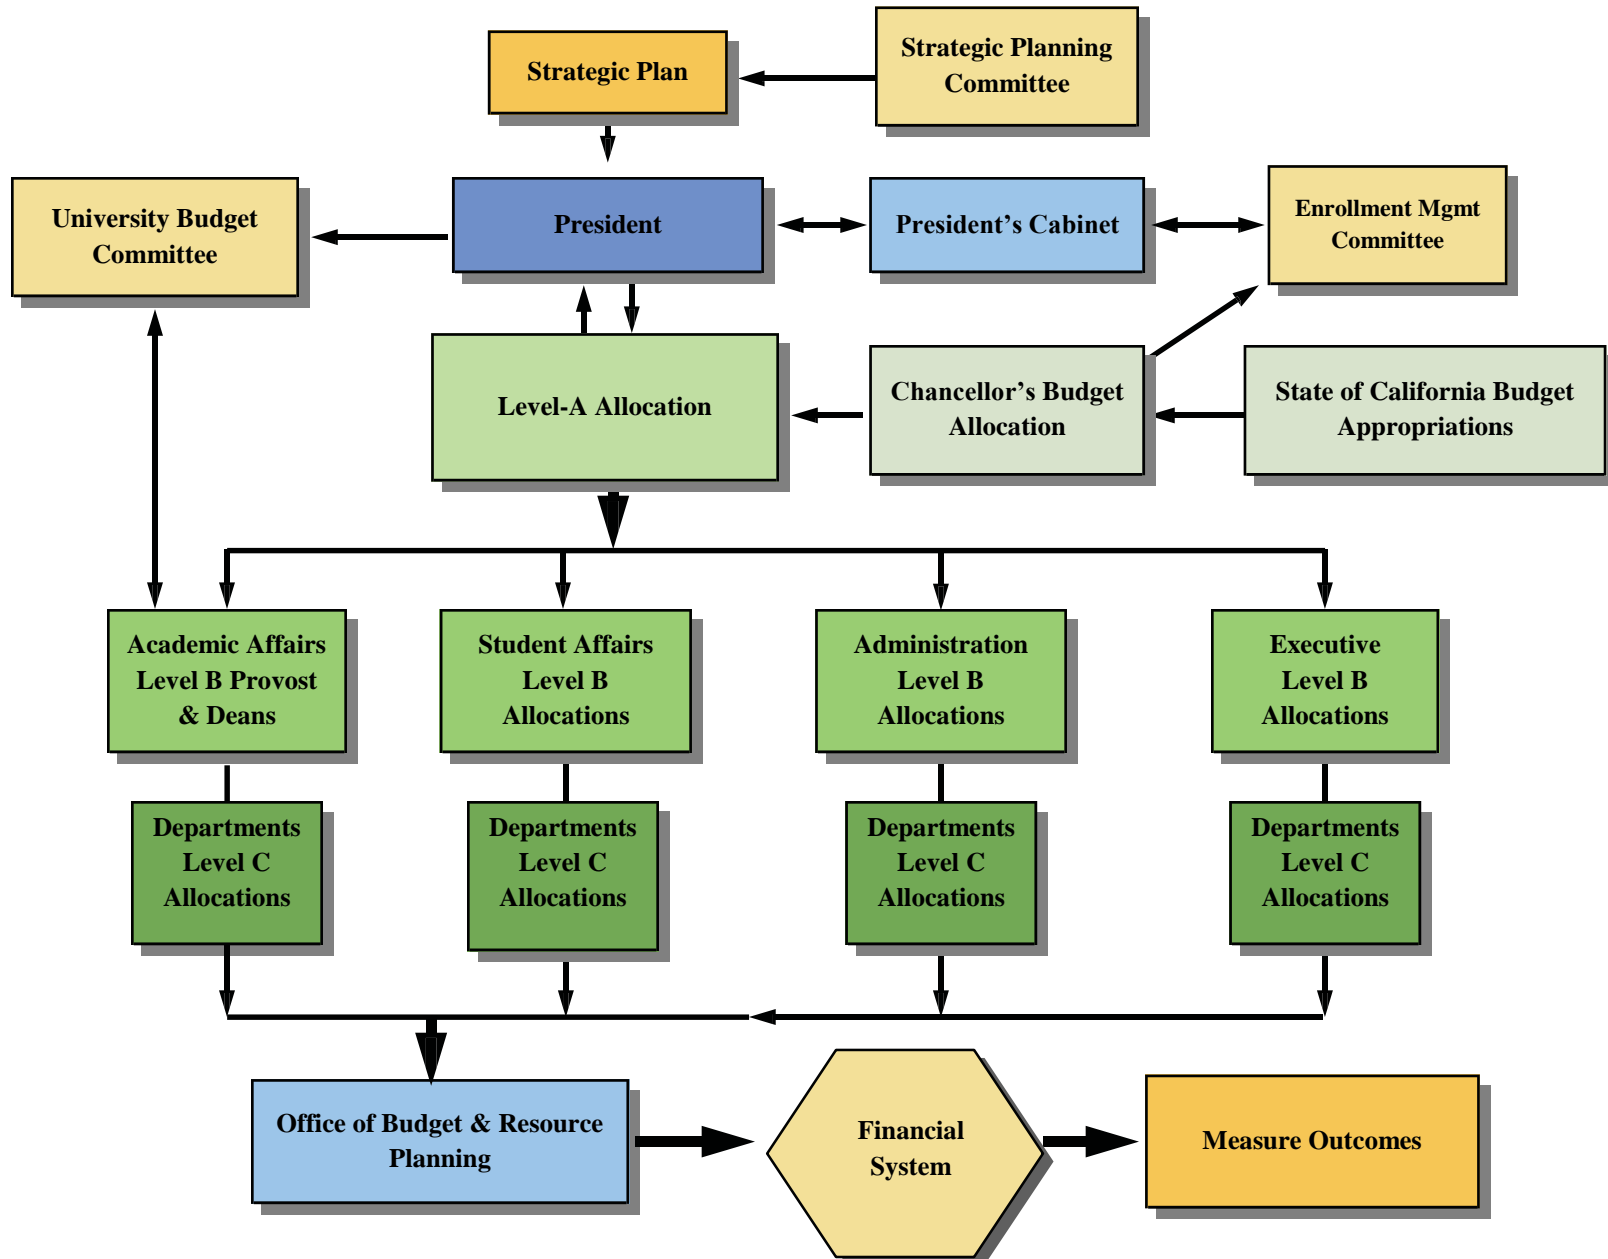 Strategic Plan
Strategic Planning
Committee
University Budget
Committee
President
President's Cabinet
Enrollment Mgmt
Committee
Level-A Allocation
Chancellor's Budget
Allocation
State of California Budget
Appropriations
Academic Affairs
Level B Provost
& Deans
Student Affairs
Level B
Allocations
Administration
Level B
Allocations
Executive
Level B
Allocations
Departments
Level C
Allocations
Departments
Level C
Allocations
Departments
Level C
Allocations
Departments
Level C
Allocations
Office of Budget & Resource
Planning
Financial
System
Measure Outcomes